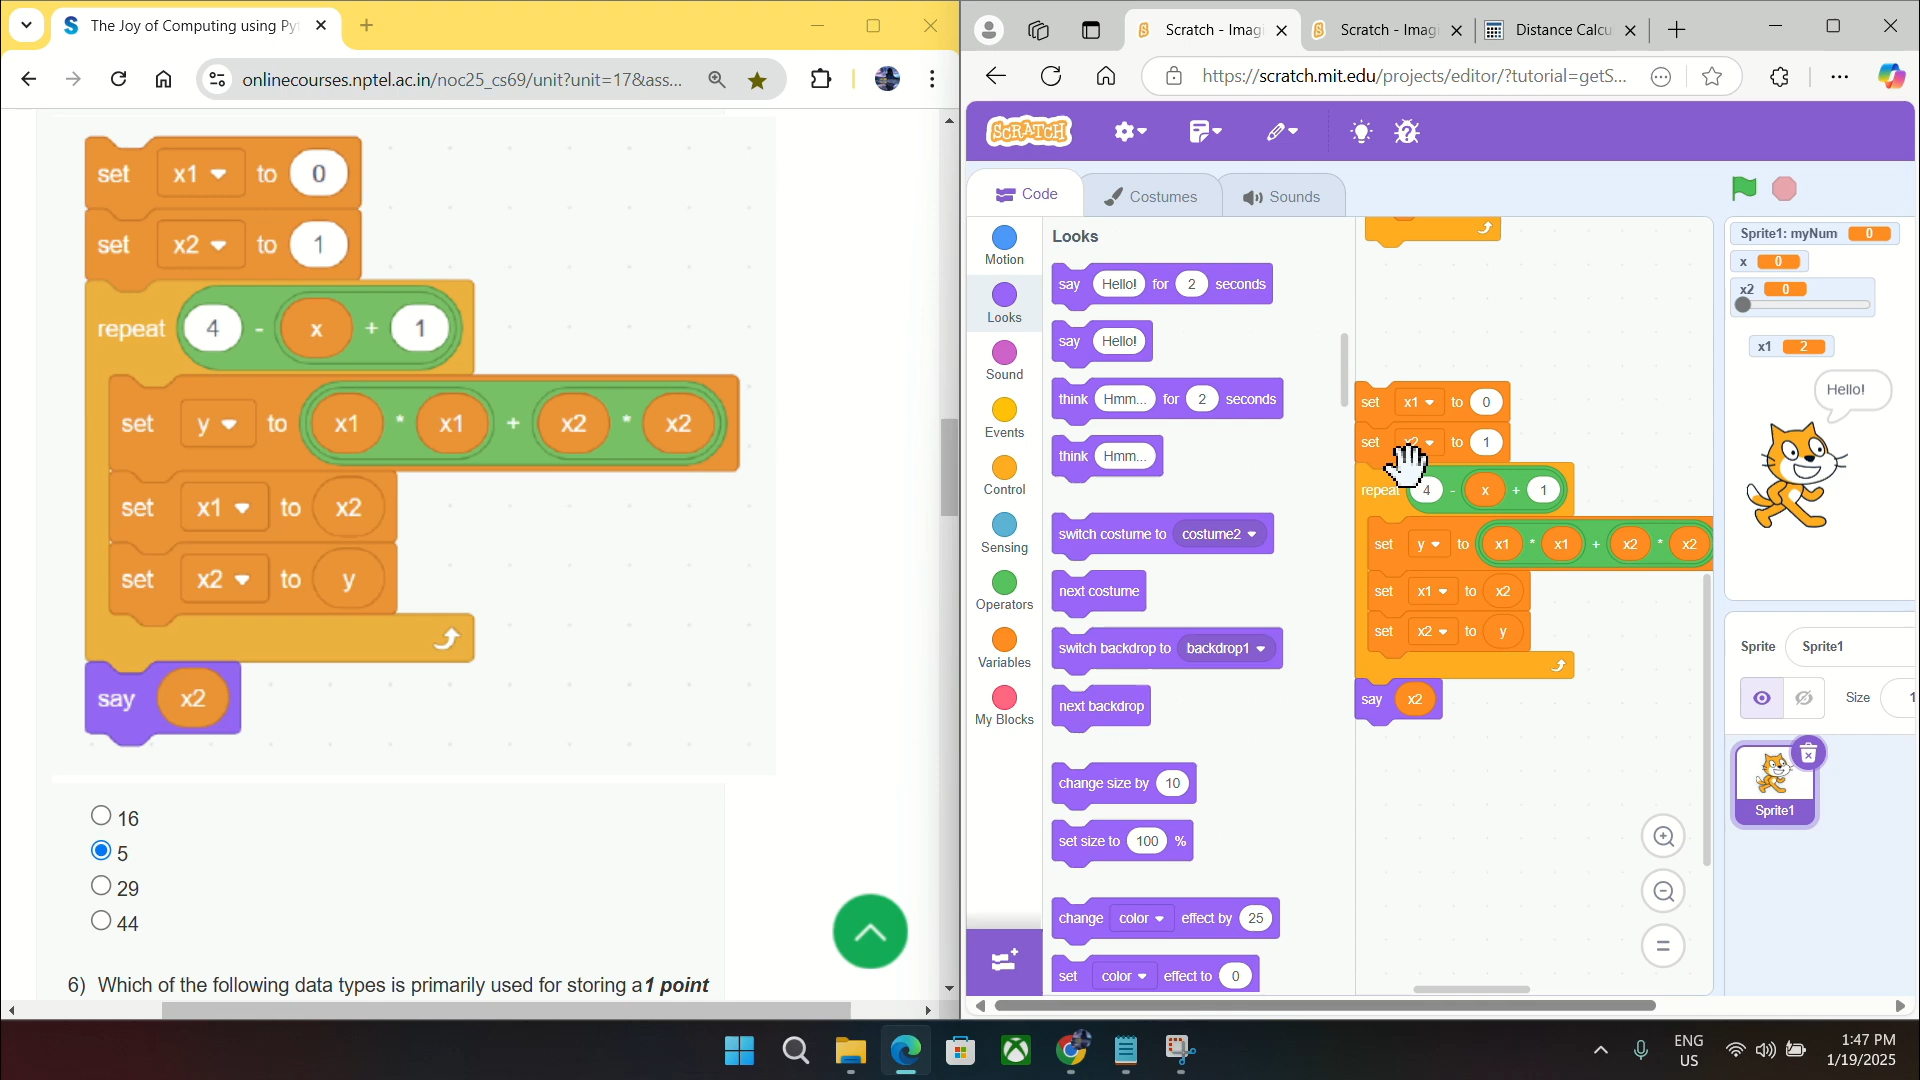 The Joy of Computing using Py
onlinecourses.nptel.ac.in/noc25_cs69/unit?unit=17&ass...
set x1 to 0
set x2 to 1
repeat 4 - x + 1
set y to x1 * x1 + x2 * x2
set x1 to x2
set x2 to y
say x2
16
5
29
44
6) Which of the following data types is primarily used for storing a 1 point
Scratch - Imagi
Scratch - Imagi
Distance Calcu
https://scratch.mit.edu/projects/editor/?tutorial=getS...
SCRATCH
Code
Costumes
Sounds
Motion
Looks
Sound
Events
Control
Sensing
Operators
Variables
My Blocks
Looks
say Hello! for 2 seconds
say Hello!
think Hmm... for 2 seconds
think Hmm...
switch costume to costume2
next costume
switch backdrop to backdrop1
next backdrop
change size by 10
set size to 100 %
change color effect by 25
set color effect to 0
set x1 to 0
set x2 to 1
repeat 4 - x + 1
set y to x1 * x1 + x2 * x2
set x1 to x2
set x2 to y
say x2
Sprite1: myNum 0
x 0
x2 0
x1 2
Hello!
Sprite Sprite1
Size 1
Sprite1
ENG
US
1:47 PM
1/19/2025